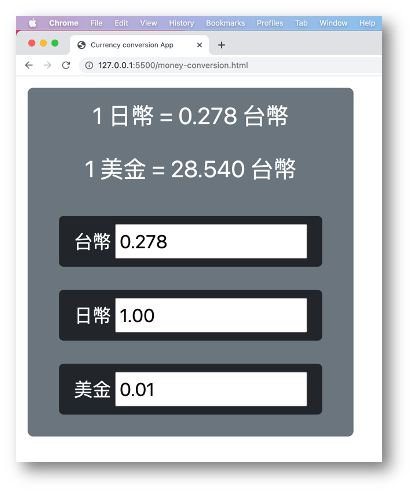 Chrome File Edit View History Bookmarks Profiles Tab Window Help
Currency conversion App
127.0.0.1:5500/money-conversion.html
1 日幣 = 0.278 台幣
1 美金 = 28.540 台幣
台幣 0.278
日幣 1.00
美金 0.01